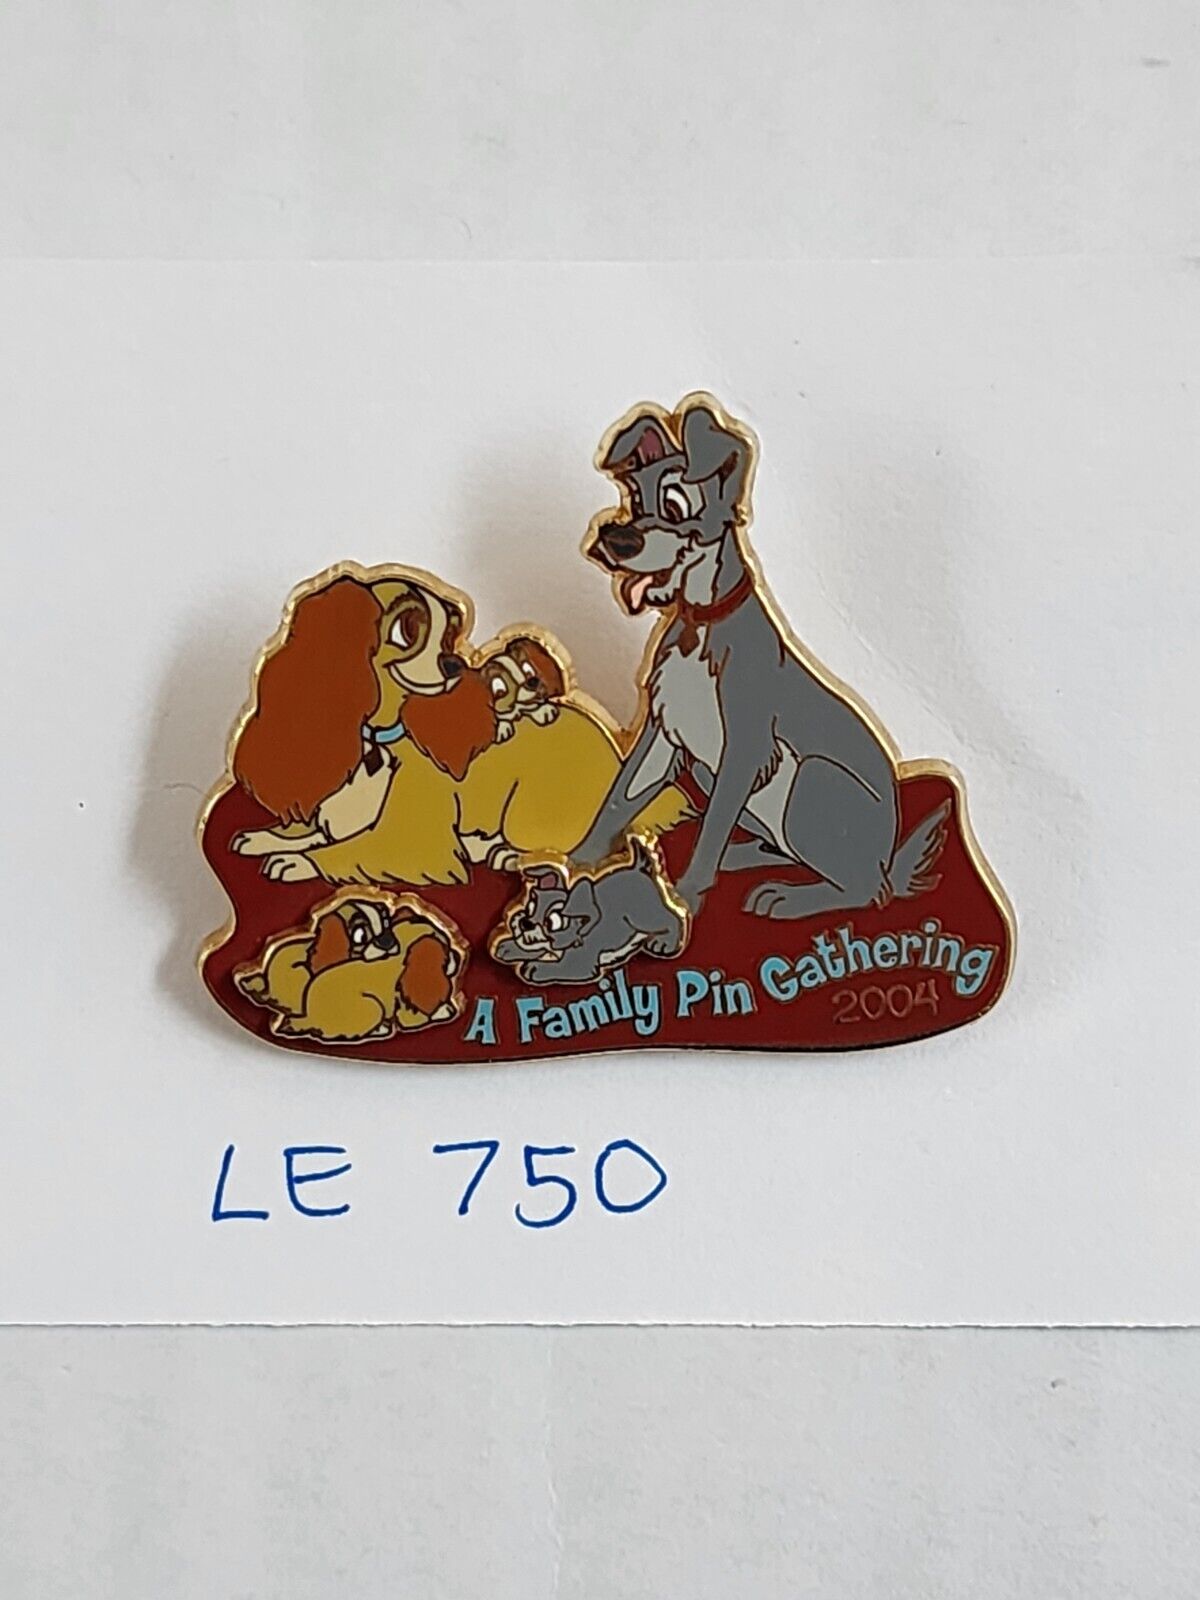 A Family Pin Gathering
2004
LE 750